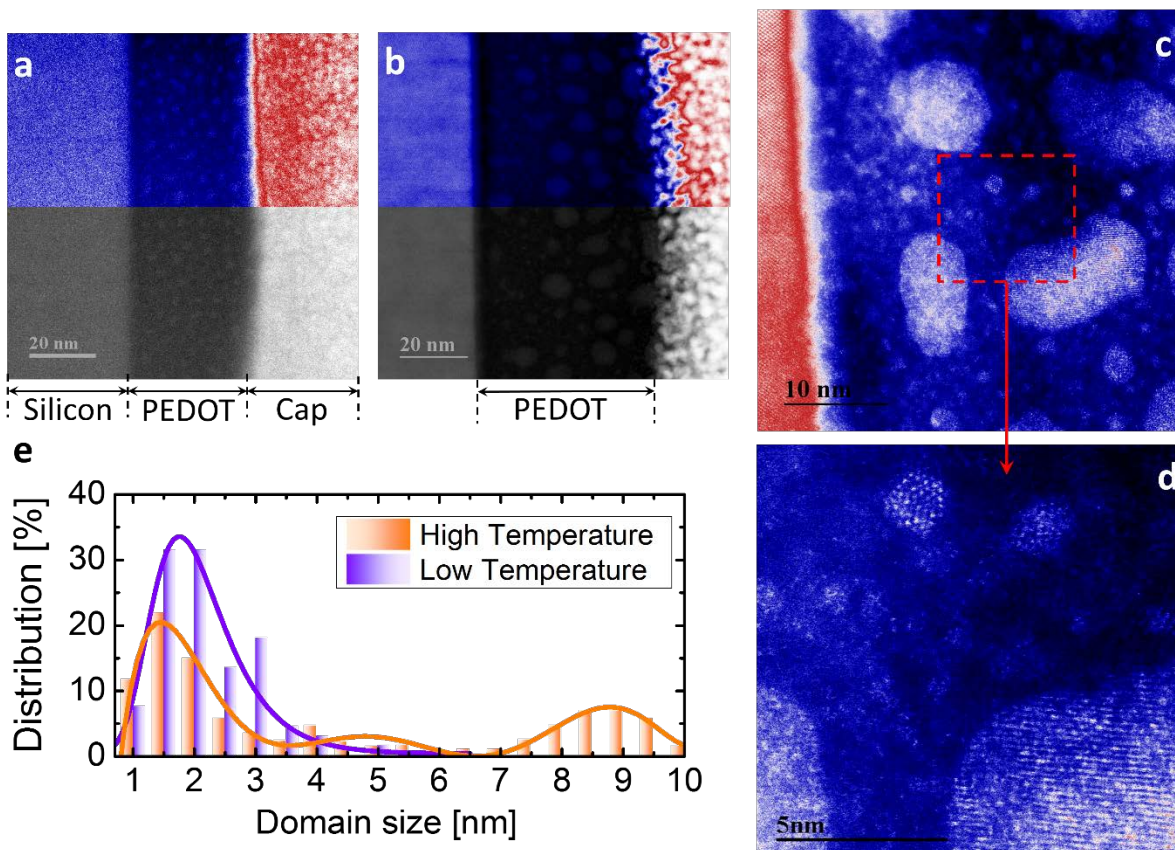 a
20 nm
Silicon
PEDOT
Cap
b
20 nm
PEDOT
c
10 nm
d
5nm
e
Distribution [%]
40
30
20
10
0
High Temperature
Low Temperature
1 2 3 4 5 6 7 8 9 10
Domain size [nm]